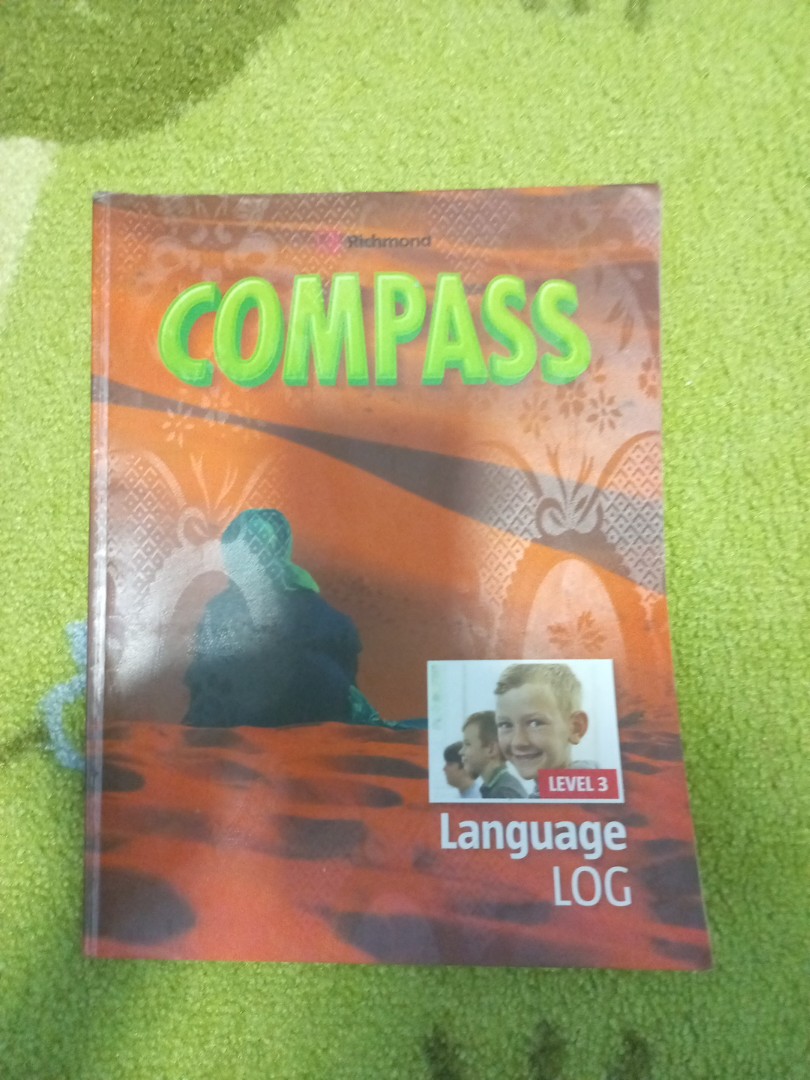 Richmond
COMPASS
LEVEL 3
Language
LOG